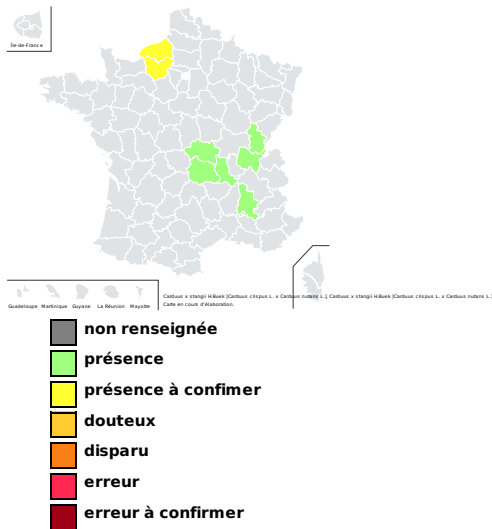 Île-de-France
Guadeloupe Martinique Guyane La Réunion Mayotte
Carduus x stangii H.Buek [Carduus crispus L. x Carduus nutans L.], Carduus x stangii H.Buek [Carduus crispus L. x Carduus nutans L.]
Carte en cours d'élaboration.
non renseignée
présence
présence à confimer
douteux
disparu
erreur
erreur à confirmer